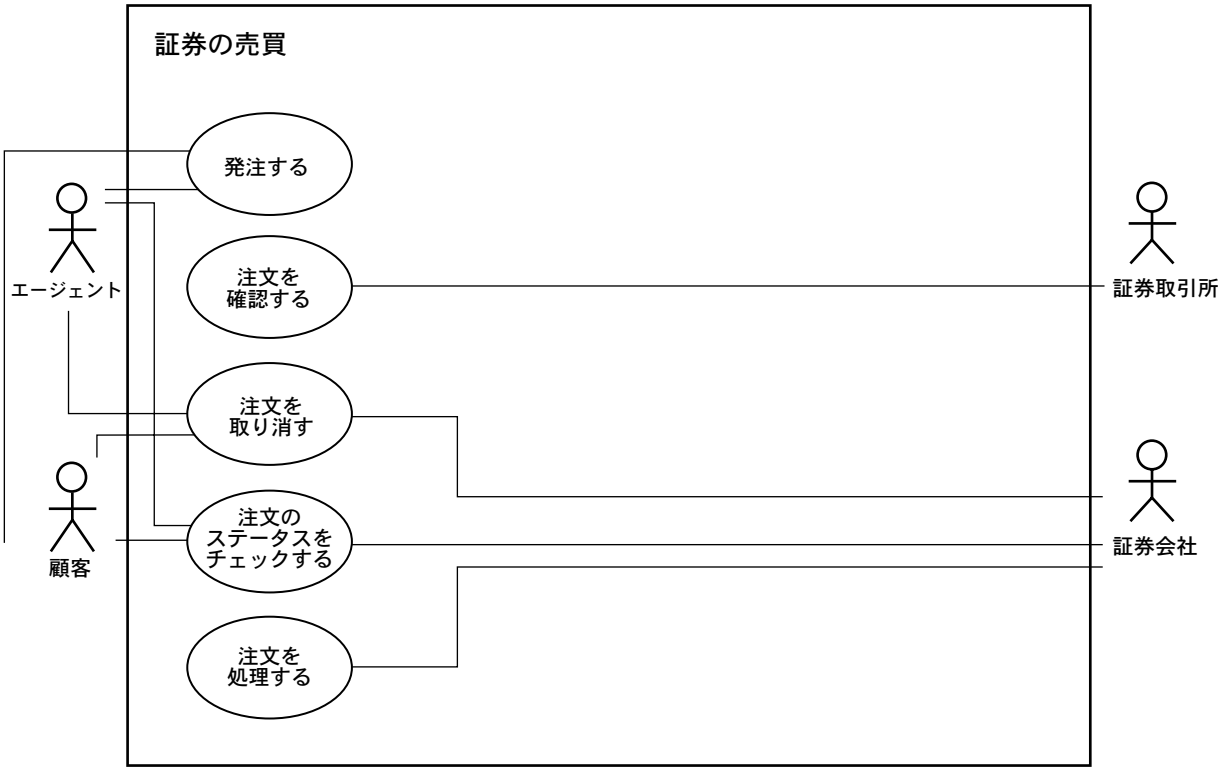 証券の売買
発注する
エージェント
注文を
確認する
証券取引所
注文を
取り消す
顧客
注文の
ステータスを
チェックする
証券会社
注文を
処理する